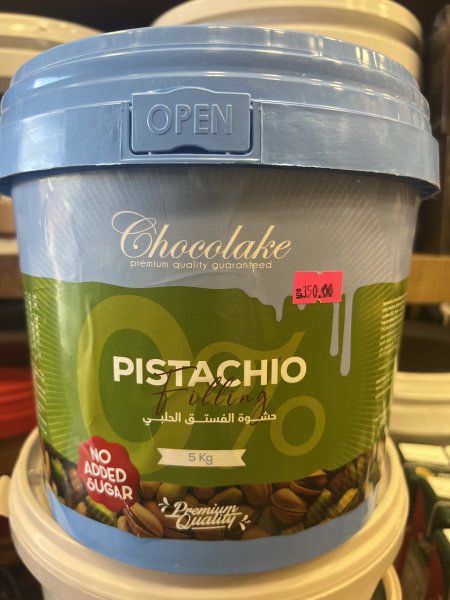 OPEN
Chocolake
premium quality guaranteed
350.00
0%
PISTACHIO
Filling
حشوة الفستق الحلبي
5 Kg
NO
ADDED
SUGAR
Premium
Quality